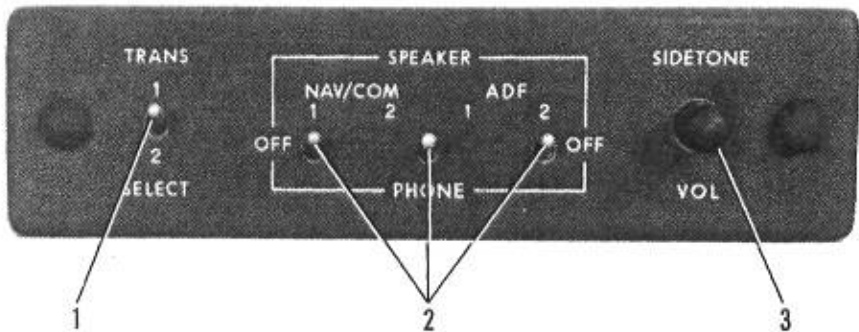 TRANS
1
2
SELECT
SPEAKER
NAV/COM
1 2
ADF
1 2
OFF
OFF
PHONE
SIDETONE
VOL
1 2 3